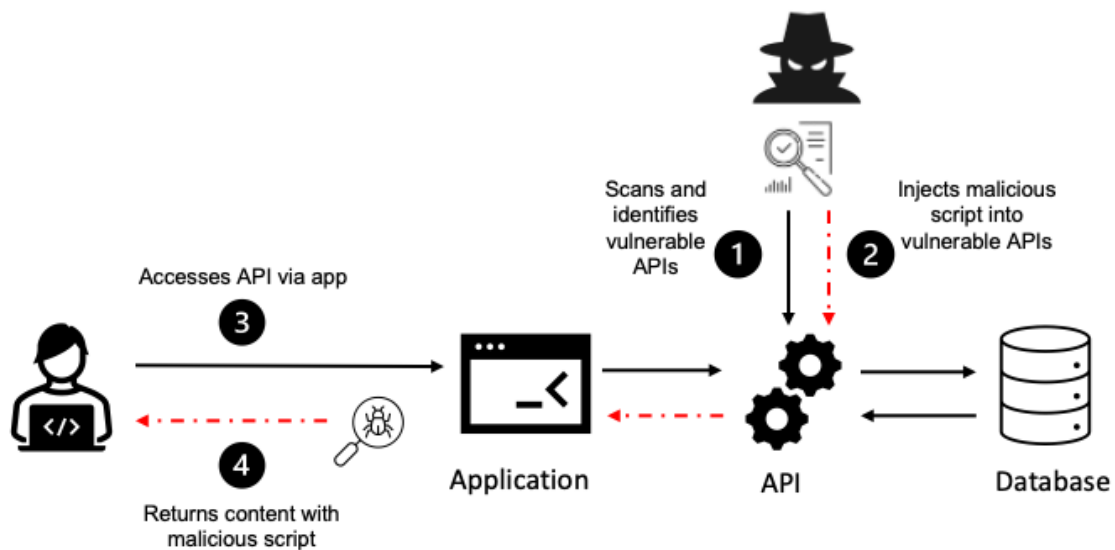 Scans and
identifies
vulnerable
APIs
1
2
Injects malicious
script into
vulnerable APIs
Accesses API via app
3
</>
4
Returns content with
malicious script
Application
API
Database